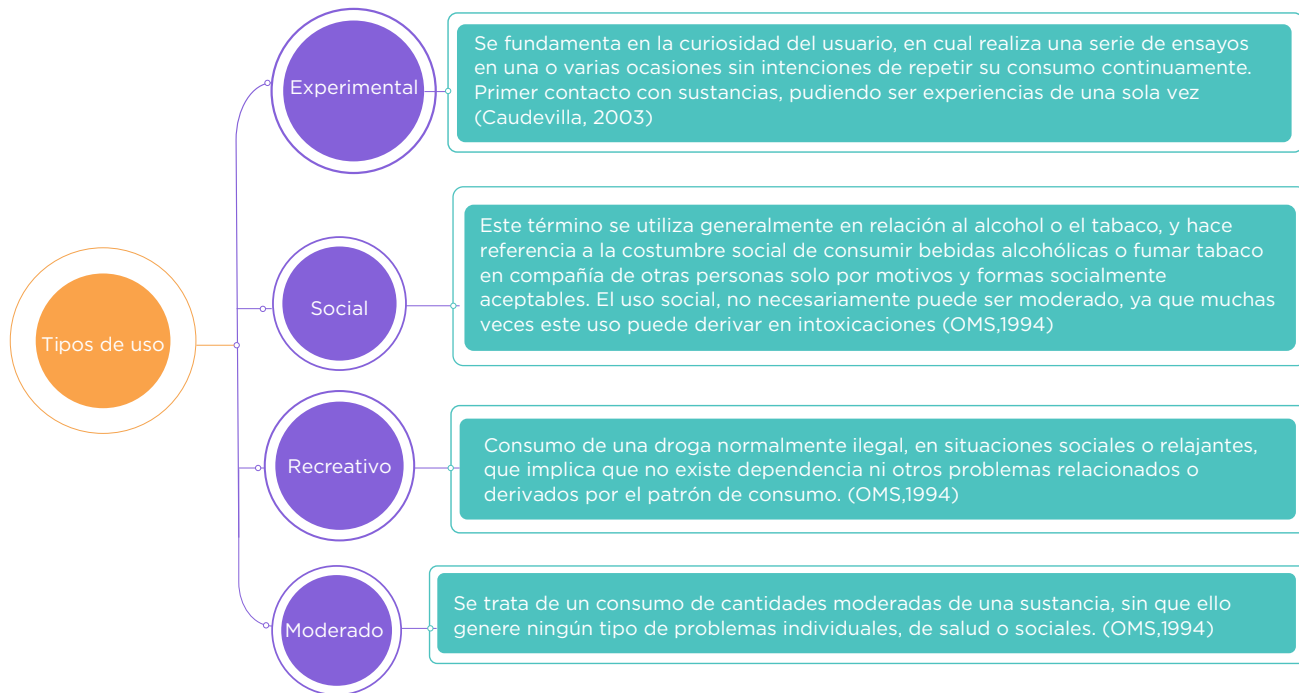 Tipos de uso
Experimental
Se fundamenta en la curiosidad del usuario, en cual realiza una serie de ensayos
en una o varias ocasiones sin intenciones de repetir su consumo continuamente.
Primer contacto con sustancias, pudiendo ser experiencias de una sola vez
(Caudevilla, 2003)
Social
Este término se utiliza generalmente en relación al alcohol o el tabaco, y hace
referencia a la costumbre social de consumir bebidas alcohólicas o fumar tabaco
en compañía de otras personas solo por motivos y formas socialmente
aceptables. El uso social, no necesariamente puede ser moderado, ya que muchas
veces este uso puede derivar en intoxicaciones (OMS,1994)
Recreativo
Consumo de una droga normalmente ilegal, en situaciones sociales o relajantes,
que implica que no existe dependencia ni otros problemas relacionados o
derivados por el patrón de consumo. (OMS,1994)
Moderado
Se trata de un consumo de cantidades moderadas de una sustancia, sin que ello
genere ningún tipo de problemas individuales, de salud o sociales. (OMS,1994)